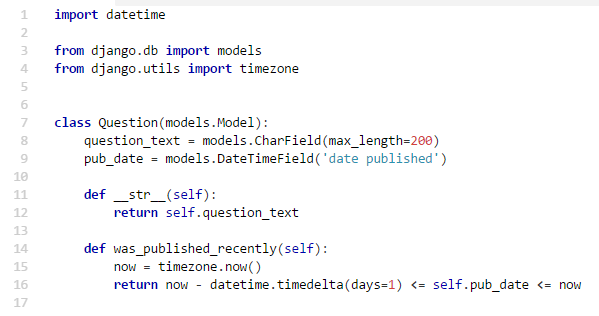 1 import datetime
2
3 from django.db import models
4 from django.utils import timezone
5
6
7 class Question(models.Model):
8     question_text = models.CharField(max_length=200)
9     pub_date = models.DateTimeField('date published')
10
11     def __str__(self):
12         return self.question_text
13
14     def was_published_recently(self):
15         now = timezone.now()
16         return now - datetime.timedelta(days=1) <= self.pub_date <= now
17